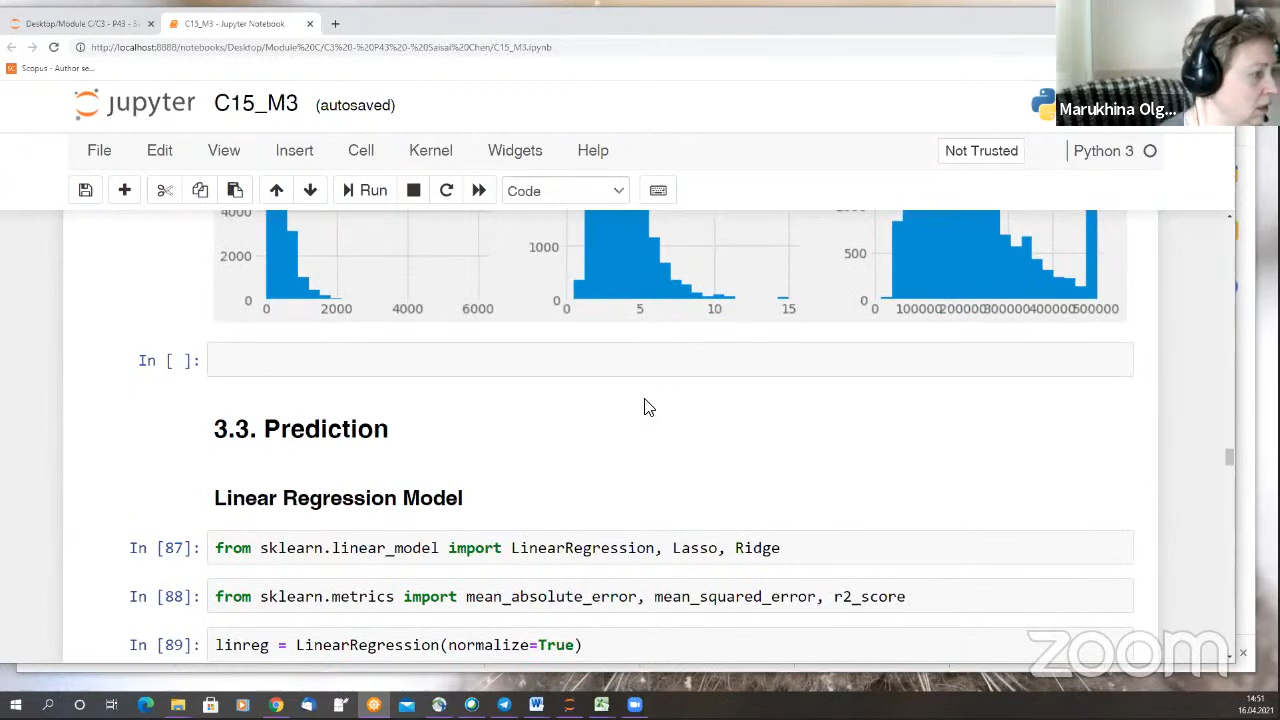 Desktop/Module C/C3 - P43 - S
C15_M3 - Jupyter Notebook
http://localhost:8888/notebooks/Desktop/Module%20C/C3%20-%20P43%20-%20Saisai%20Chen/C15_M3.ipynb
Scopus - Author se...
jupyter C15_M3 (autosaved)
Marukhina Olg...
File Edit View Insert Cell Kernel Widgets Help Not Trusted Python 3
Run Code
4000
2000
0
0 2000 4000 6000
1000
0
0 5 10 15
500
0
0 100000200000300000400000500000
In [ ]:
3.3. Prediction
Linear Regression Model
In [87]: from sklearn.linear_model import LinearRegression, Lasso, Ridge
In [88]: from sklearn.metrics import mean_absolute_error, mean_squared_error, r2_score
In [89]: linreg = LinearRegression(normalize=True)
zoom
14:51
16.04.2021